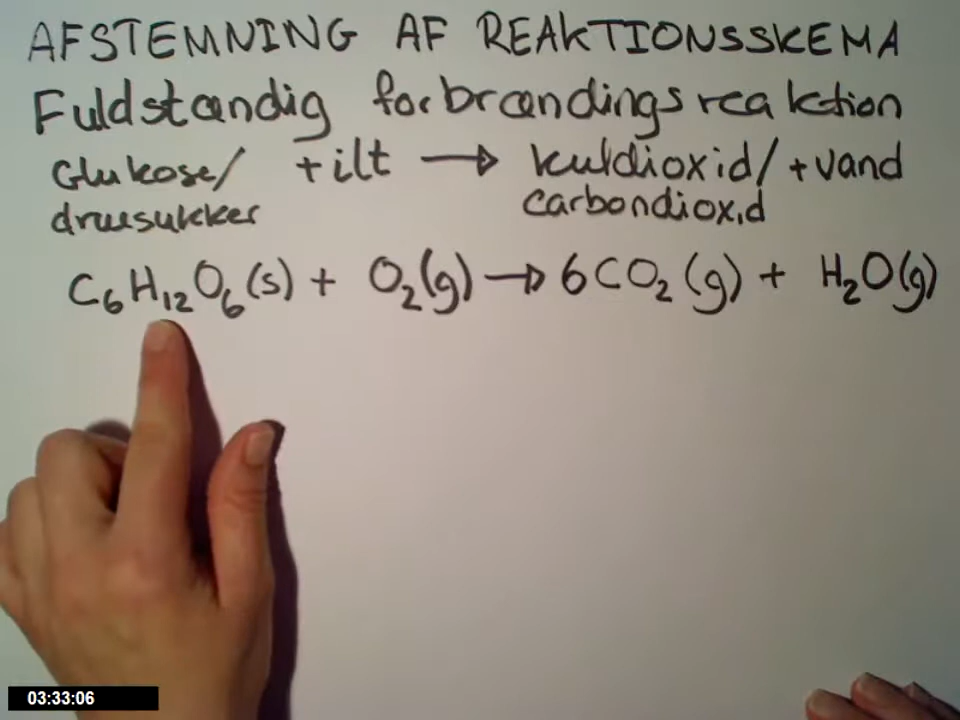 AFSTEMNING AF REAKTIONSSKEMA
Fuldstændig forbrændingsreaktion
Glukose/ + ilt → kuldioxid/ + vand
druesukker carbondioxid
C₆H₁₂O₆(s) + O₂(g) → 6CO₂(g) + H₂O(g)
03:33:06